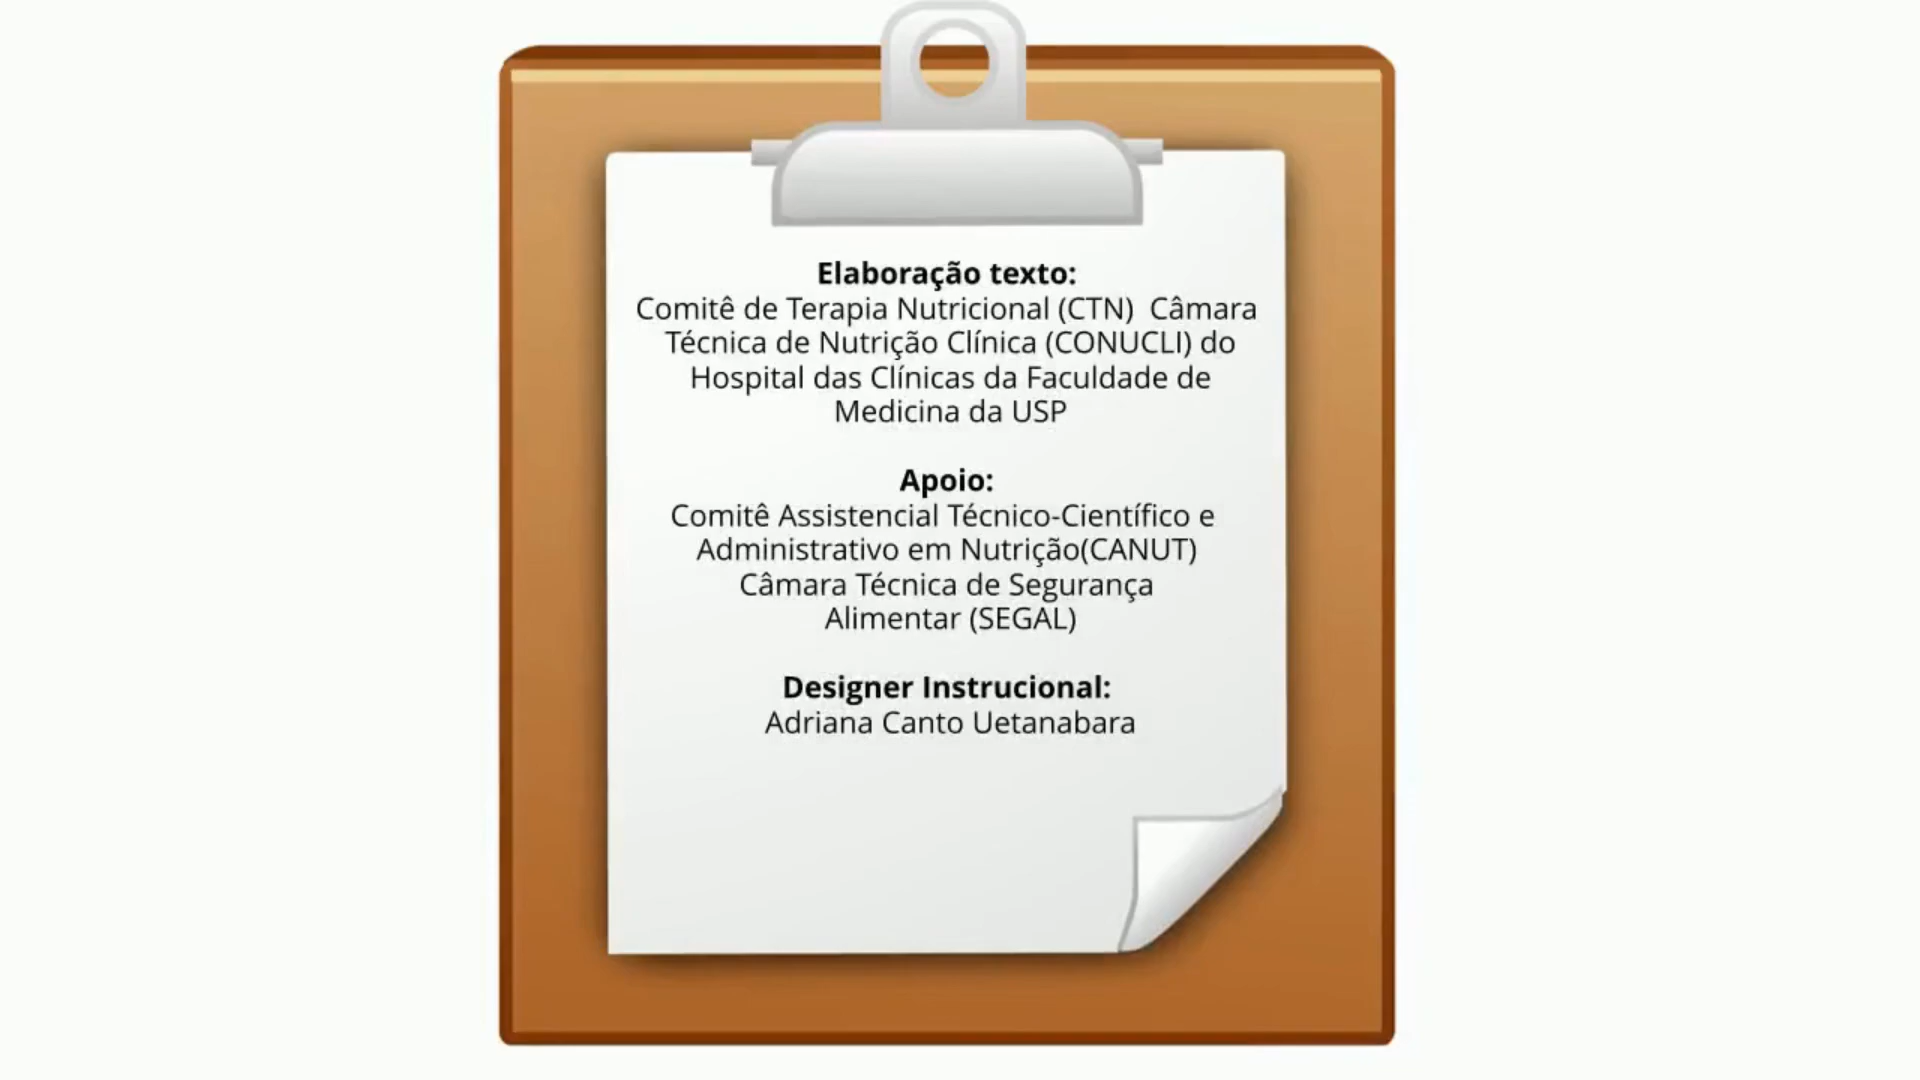 Elaboração texto:
Comitê de Terapia Nutricional (CTN)  Câmara
Técnica de Nutrição Clínica (CONUCLI) do
Hospital das Clínicas da Faculdade de
Medicina da USP
Apoio:
Comitê Assistencial Técnico-Científico e
Administrativo em Nutrição(CANUT)
Câmara Técnica de Segurança
Alimentar (SEGAL)
Designer Instrucional:
Adriana Canto Uetanabara